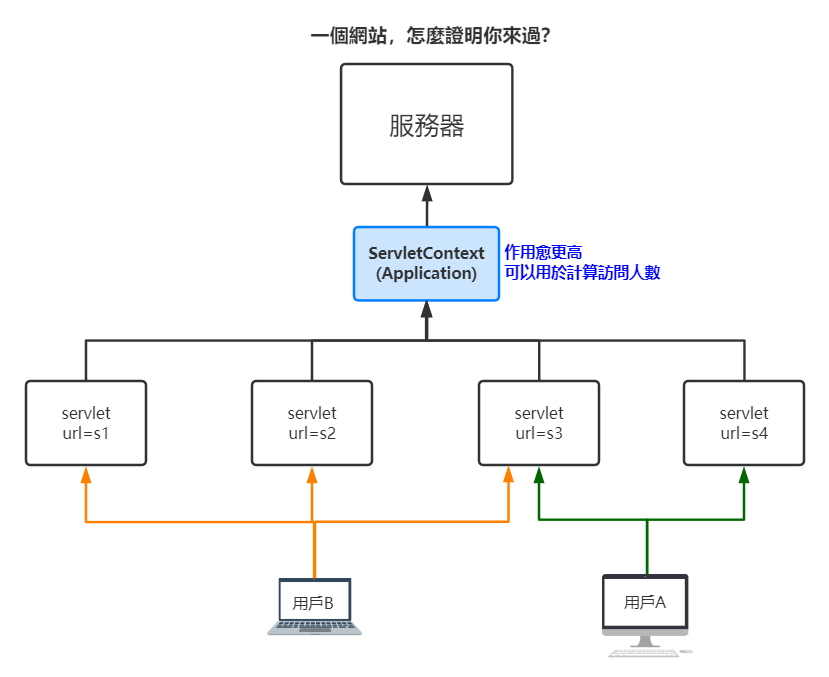 一個網站，怎麼證明你來過?
服務器
ServletContext
(Application)
作用愈更高
可以用於計算訪問人數
servlet
url=s1
servlet
url=s2
servlet
url=s3
servlet
url=s4
用戶B
用戶A